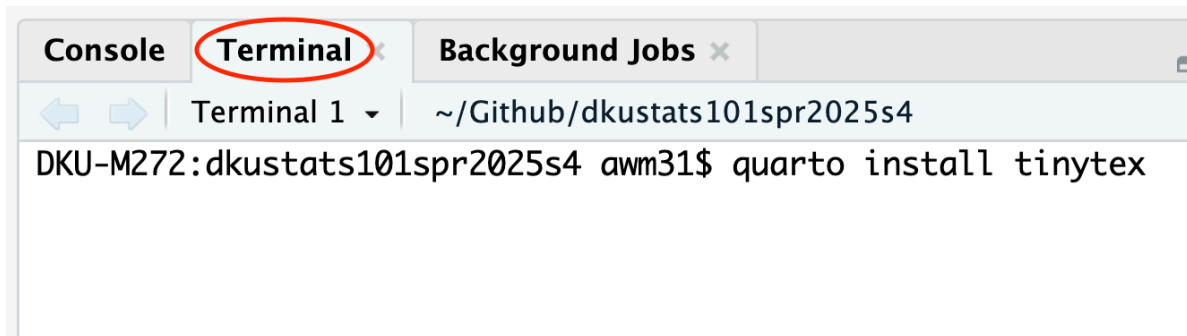 Console Terminal × Background Jobs ×
Terminal 1 ~/Github/dkustats101spr2025s4
DKU-M272:dkustats101spr2025s4 awm31$ quarto install tinytex